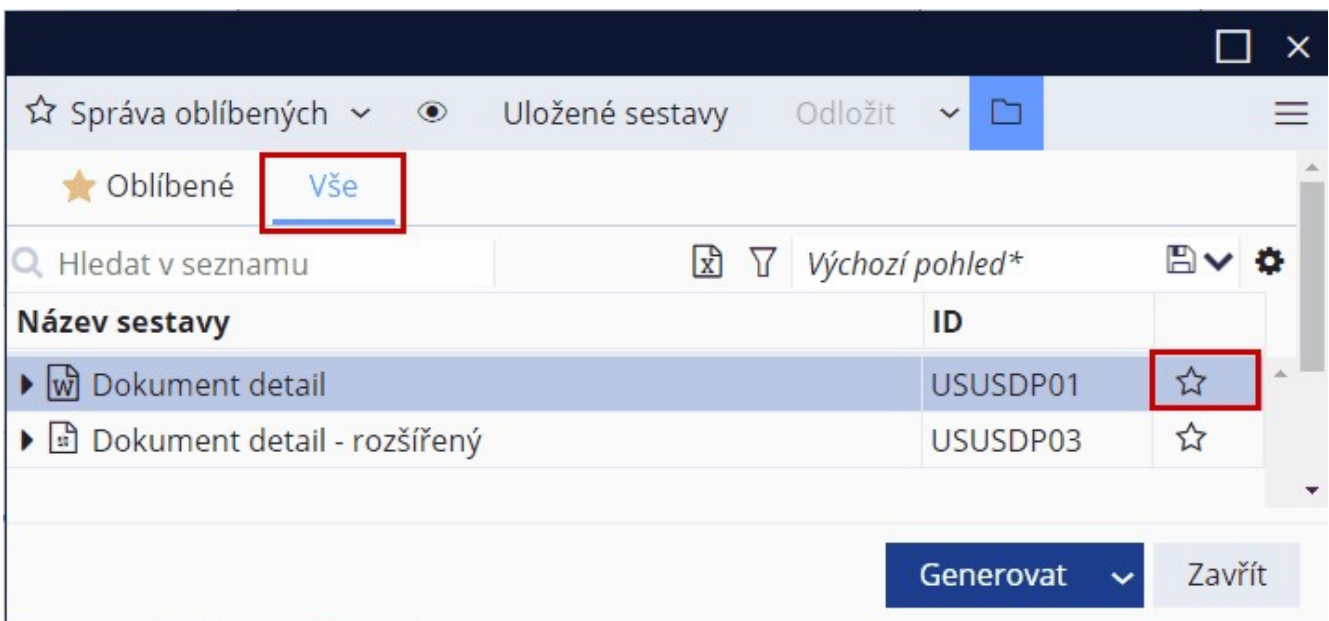 Správa oblíbených Uložené sestavy Odložit
Oblíbené Vše
Hledat v seznamu Výchozí pohled*
Název sestavy ID
Dokument detail USUSDP01
Dokument detail - rozšířený USUSDP03
Generovat Zavřít